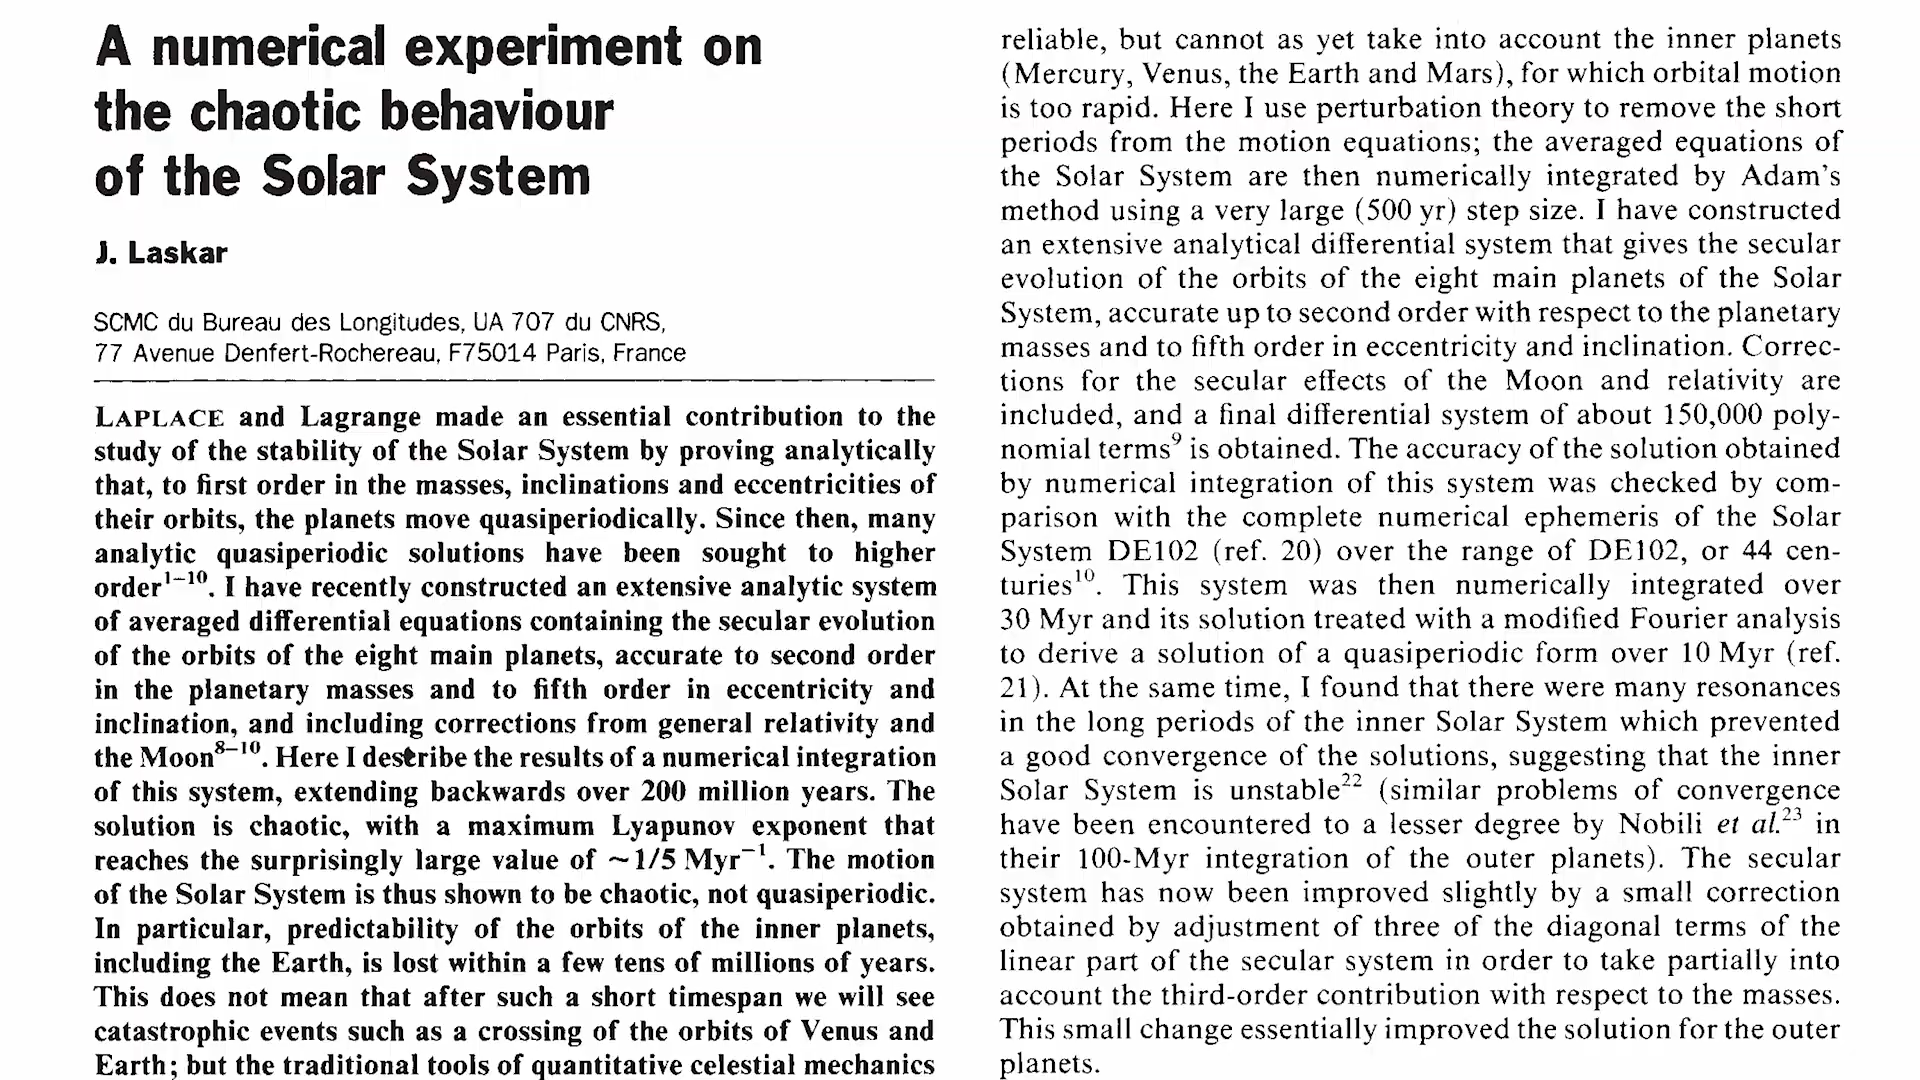 A numerical experiment on
the chaotic behaviour
of the Solar System
J. Laskar
SCMC du Bureau des Longitudes, UA 707 du CNRS,
77 Avenue Denfert-Rochereau, F75014 Paris, France
LAPLACE and Lagrange made an essential contribution to the
study of the stability of the Solar System by proving analytically
that, to first order in the masses, inclinations and eccentricities of
their orbits, the planets move quasiperiodically. Since then, many
analytic quasiperiodic solutions have been sought to higher
order¹⁻¹⁰. I have recently constructed an extensive analytic system
of averaged differential equations containing the secular evolution
of the orbits of the eight main planets, accurate to second order
in the planetary masses and to fifth order in eccentricity and
inclination, and including corrections from general relativity and
the Moon⁸⁻¹⁰. Here I describe the results of a numerical integration
of this system, extending backwards over 200 million years. The
solution is chaotic, with a maximum Lyapunov exponent that
reaches the surprisingly large value of ~1/5 Myr⁻¹. The motion
of the Solar System is thus shown to be chaotic, not quasiperiodic.
In particular, predictability of the orbits of the inner planets,
including the Earth, is lost within a few tens of millions of years.
This does not mean that after such a short timespan we will see
catastrophic events such as a crossing of the orbits of Venus and
Earth; but the traditional tools of quantitative celestial mechanics
reliable, but cannot as yet take into account the inner planets
(Mercury, Venus, the Earth and Mars), for which orbital motion
is too rapid. Here I use perturbation theory to remove the short
periods from the motion equations; the averaged equations of
the Solar System are then numerically integrated by Adam's
method using a very large (500 yr) step size. I have constructed
an extensive analytical differential system that gives the secular
evolution of the orbits of the eight main planets of the Solar
System, accurate up to second order with respect to the planetary
masses and to fifth order in eccentricity and inclination. Correc-
tions for the secular effects of the Moon and relativity are
included, and a final differential system of about 150,000 poly-
nomial terms⁹ is obtained. The accuracy of the solution obtained
by numerical integration of this system was checked by com-
parison with the complete numerical ephemeris of the Solar
System DE102 (ref. 20) over the range of DE102, or 44 cen-
turies¹⁰. This system was then numerically integrated over
30 Myr and its solution treated with a modified Fourier analysis
to derive a solution of a quasiperiodic form over 10 Myr (ref.
21). At the same time, I found that there were many resonances
in the long periods of the inner Solar System which prevented
a good convergence of the solutions, suggesting that the inner
Solar System is unstable²² (similar problems of convergence
have been encountered to a lesser degree by Nobili et al.²³ in
their 100-Myr integration of the outer planets). The secular
system has now been improved slightly by a small correction
obtained by adjustment of three of the diagonal terms of the
linear part of the secular system in order to take partially into
account the third-order contribution with respect to the masses.
This small change essentially improved the solution for the outer
planets.